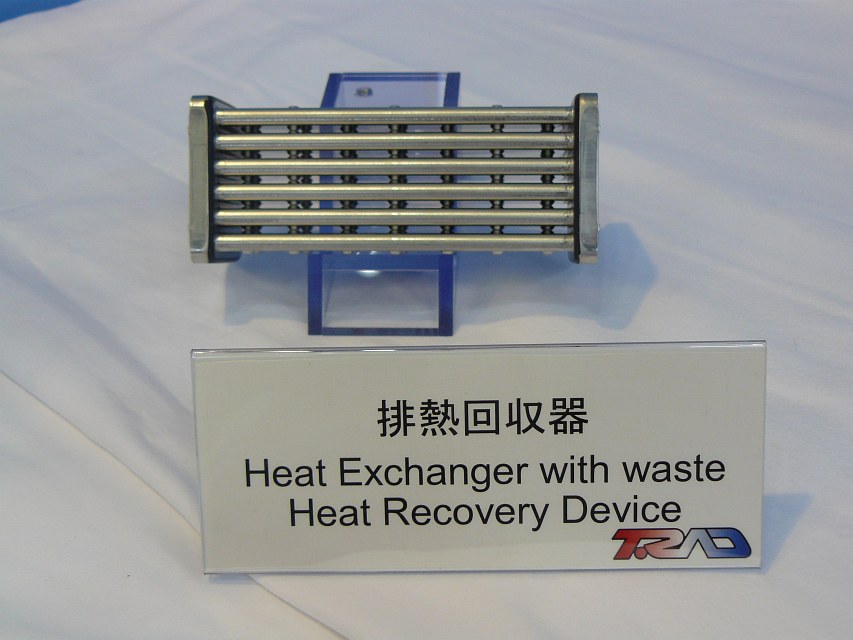 排熱回収器
Heat Exchanger with waste
Heat Recovery Device
T.RAD